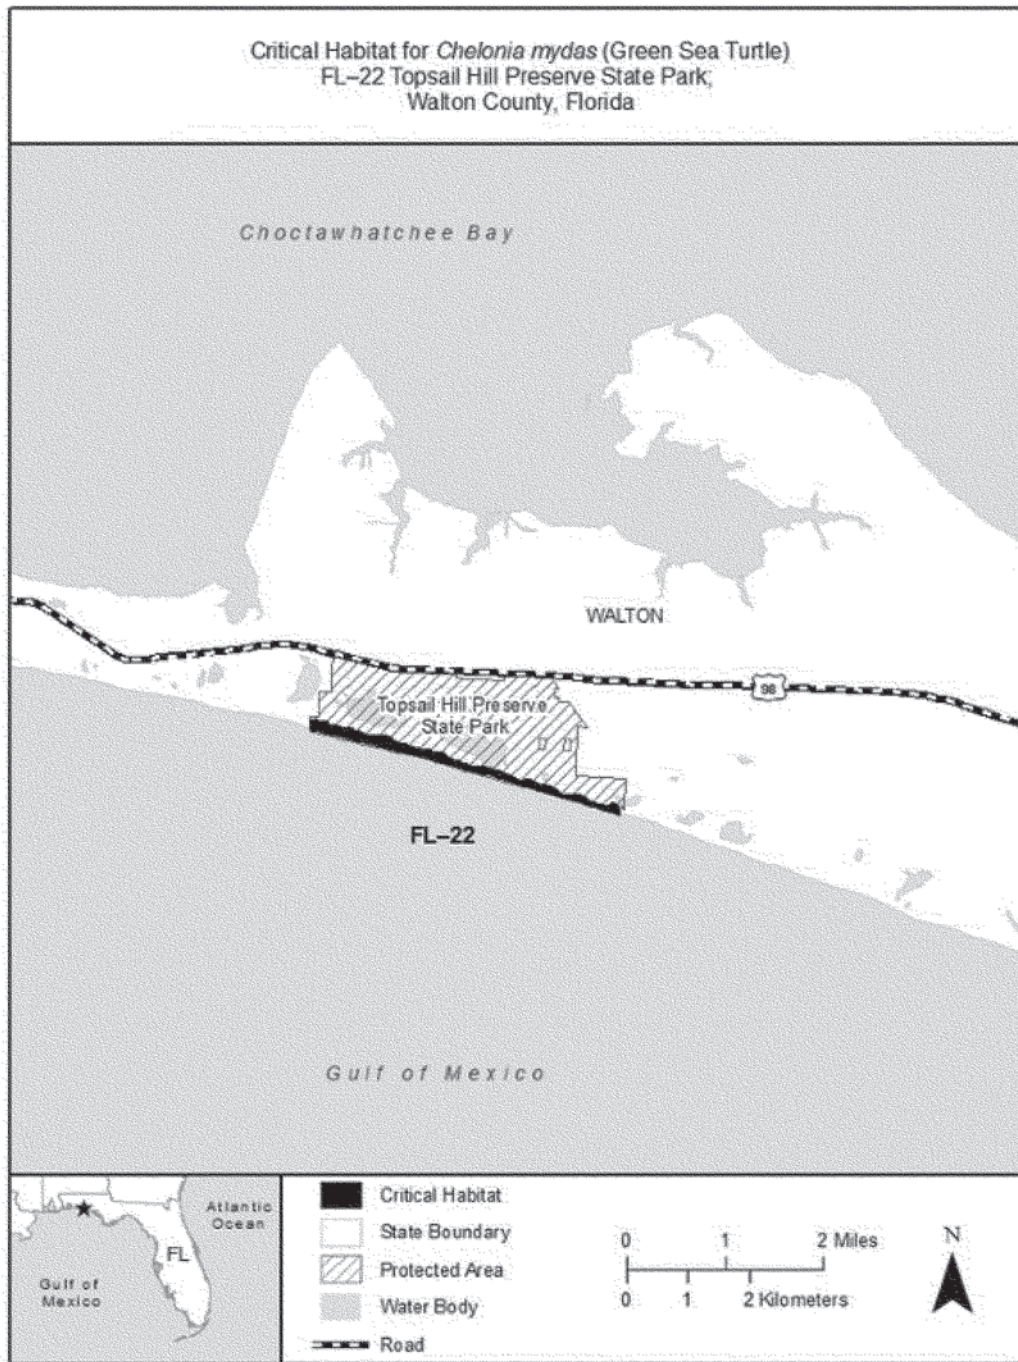 Critical Habitat for Chelonia mydas (Green Sea Turtle)
FL–22 Topsail Hill Preserve State Park,
Walton County, Florida
Choctawhatchee Bay
WALTON
98
Topsail Hill Preserve
State Park
FL–22
Gulf of Mexico
Atlantic
Ocean
FL
Gulf of
Mexico
Critical Habitat
State Boundary
Protected Area
Water Body
Road
0 1 2 Miles
0 1 2 Kilometers
N